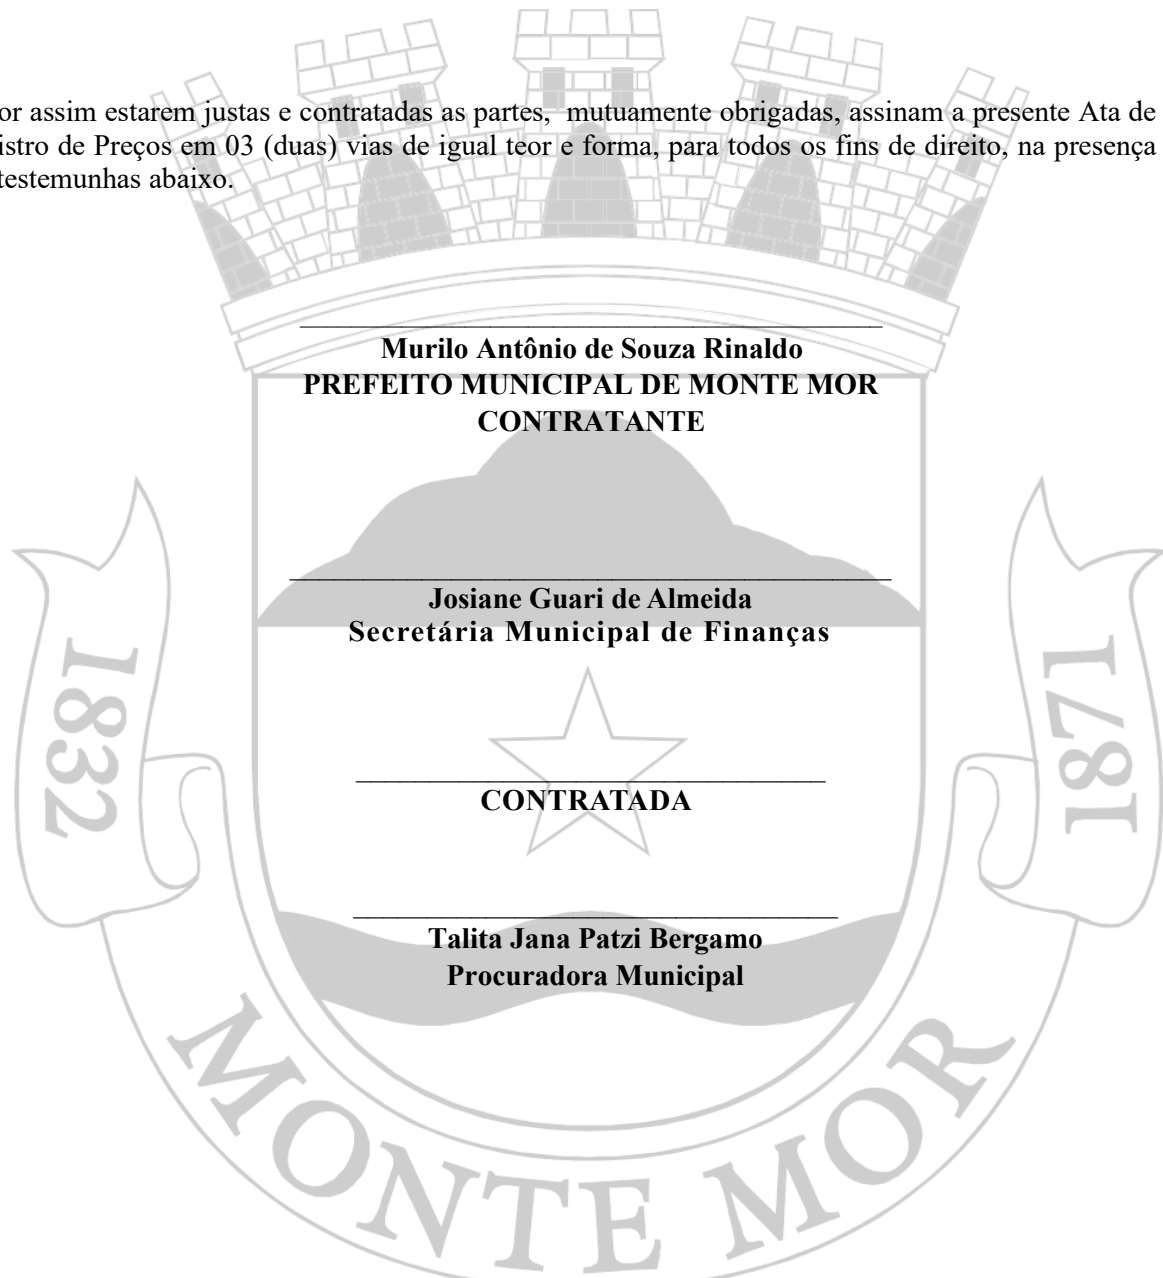 or assim estarem justas e contratadas as partes, mutuamente obrigadas, assinam a presente Ata de
istro de Preços em 03 (duas) vias de igual teor e forma, para todos os fins de direito, na presença
testemunhas abaixo.
Murilo Antônio de Souza Rinaldo
PREFEITO MUNICIPAL DE MONTE MOR
CONTRATANTE
Josiane Guari de Almeida
Secretária Municipal de Finanças
CONTRATADA
Talita Jana Patzi Bergamo
Procuradora Municipal
1832
1871
MONTE MOR